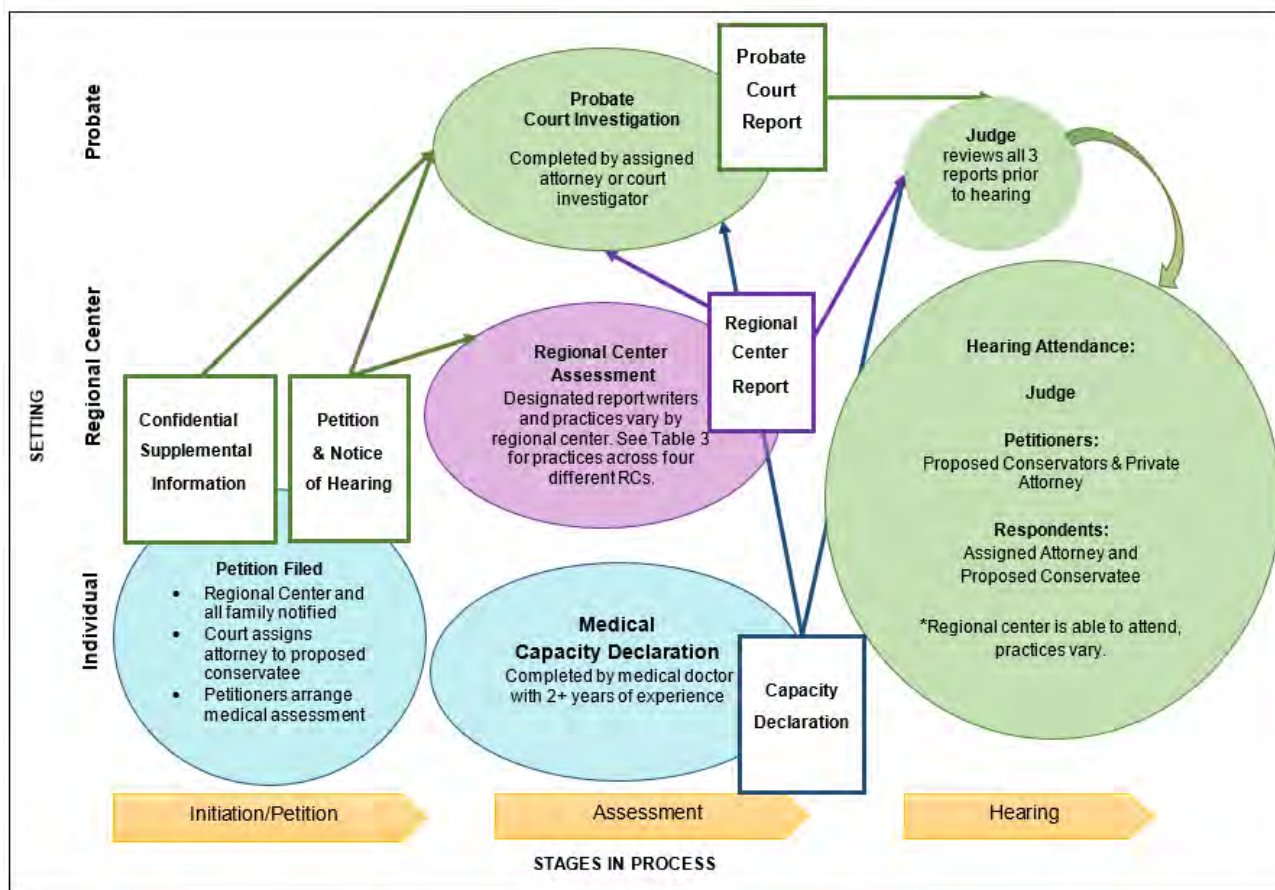 Probate
Probate
Court Investigation
Completed by assigned
attorney or court
investigator
Probate
Court
Report
Judge
reviews all 3
reports prior
to hearing
SETTING
Regional Center
Confidential
Supplemental
Information
Petition
& Notice
of Hearing
Regional Center
Assessment
Designated report writers
and practices vary by
regional center. See Table 3
for practices across four
different RCs.
Regional
Center
Report
Hearing Attendance:
Judge
Petitioners:
Proposed Conservators & Private
Attorney
Respondents:
Assigned Attorney and
Proposed Conservatee
*Regional center is able to attend,
practices vary.
Individual
Petition Filed
• Regional Center and
all family notified
• Court assigns
attorney to proposed
conservatee
• Petitioners arrange
medical assessment
Medical
Capacity Declaration
Completed by medical doctor
with 2+ years of experience
Capacity
Declaration
Initiation/Petition
Assessment
Hearing
STAGES IN PROCESS